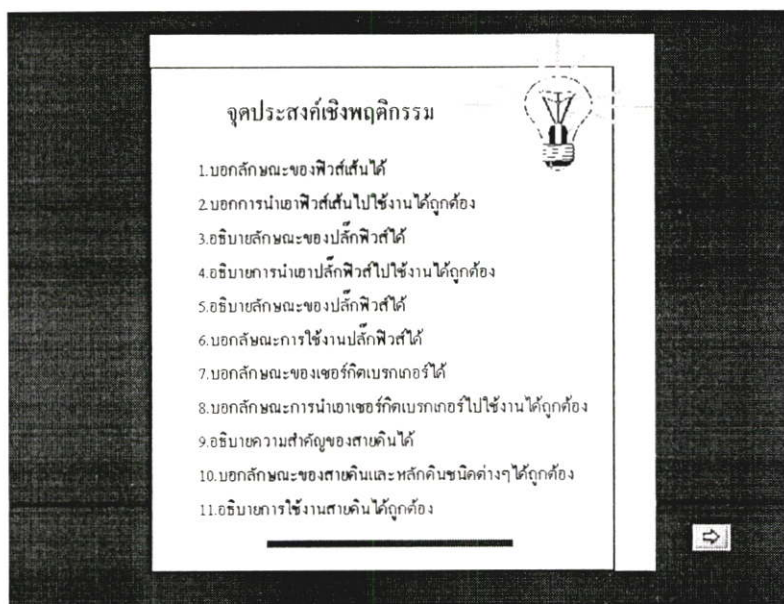 จุดประสงค์เชิงพฤติกรรม
1.บอกลักษณะของฟิวส์เส้นได้
2.บอกการนำเอาฟิวส์เส้นไปใช้งานได้ถูกต้อง
3.อธิบายลักษณะของปลั๊กฟิวส์ได้
4.อธิบายการนำเอาปลั๊กฟิวส์ไปใช้งานได้ถูกต้อง
5.อธิบายลักษณะของปลั๊กฟิวส์ได้
6.บอกลัษณะการใช้งานปลั๊กฟิวส์ได้
7.บอกลักษณะของเซอร์กิตเบรกเกอร์ได้
8.บอกลักษณะการนำเอาเซอร์กิตเบรกเกอร์ไปใช้งานได้ถูกต้อง
9.อธิบายความสำคัญของสายดินได้
10.บอกลักษณะของสายดินและหลักดินชนิดต่างๆได้ถูกต้อง
11.อธิบายการใช้งานสายดินได้ถูกต้อง